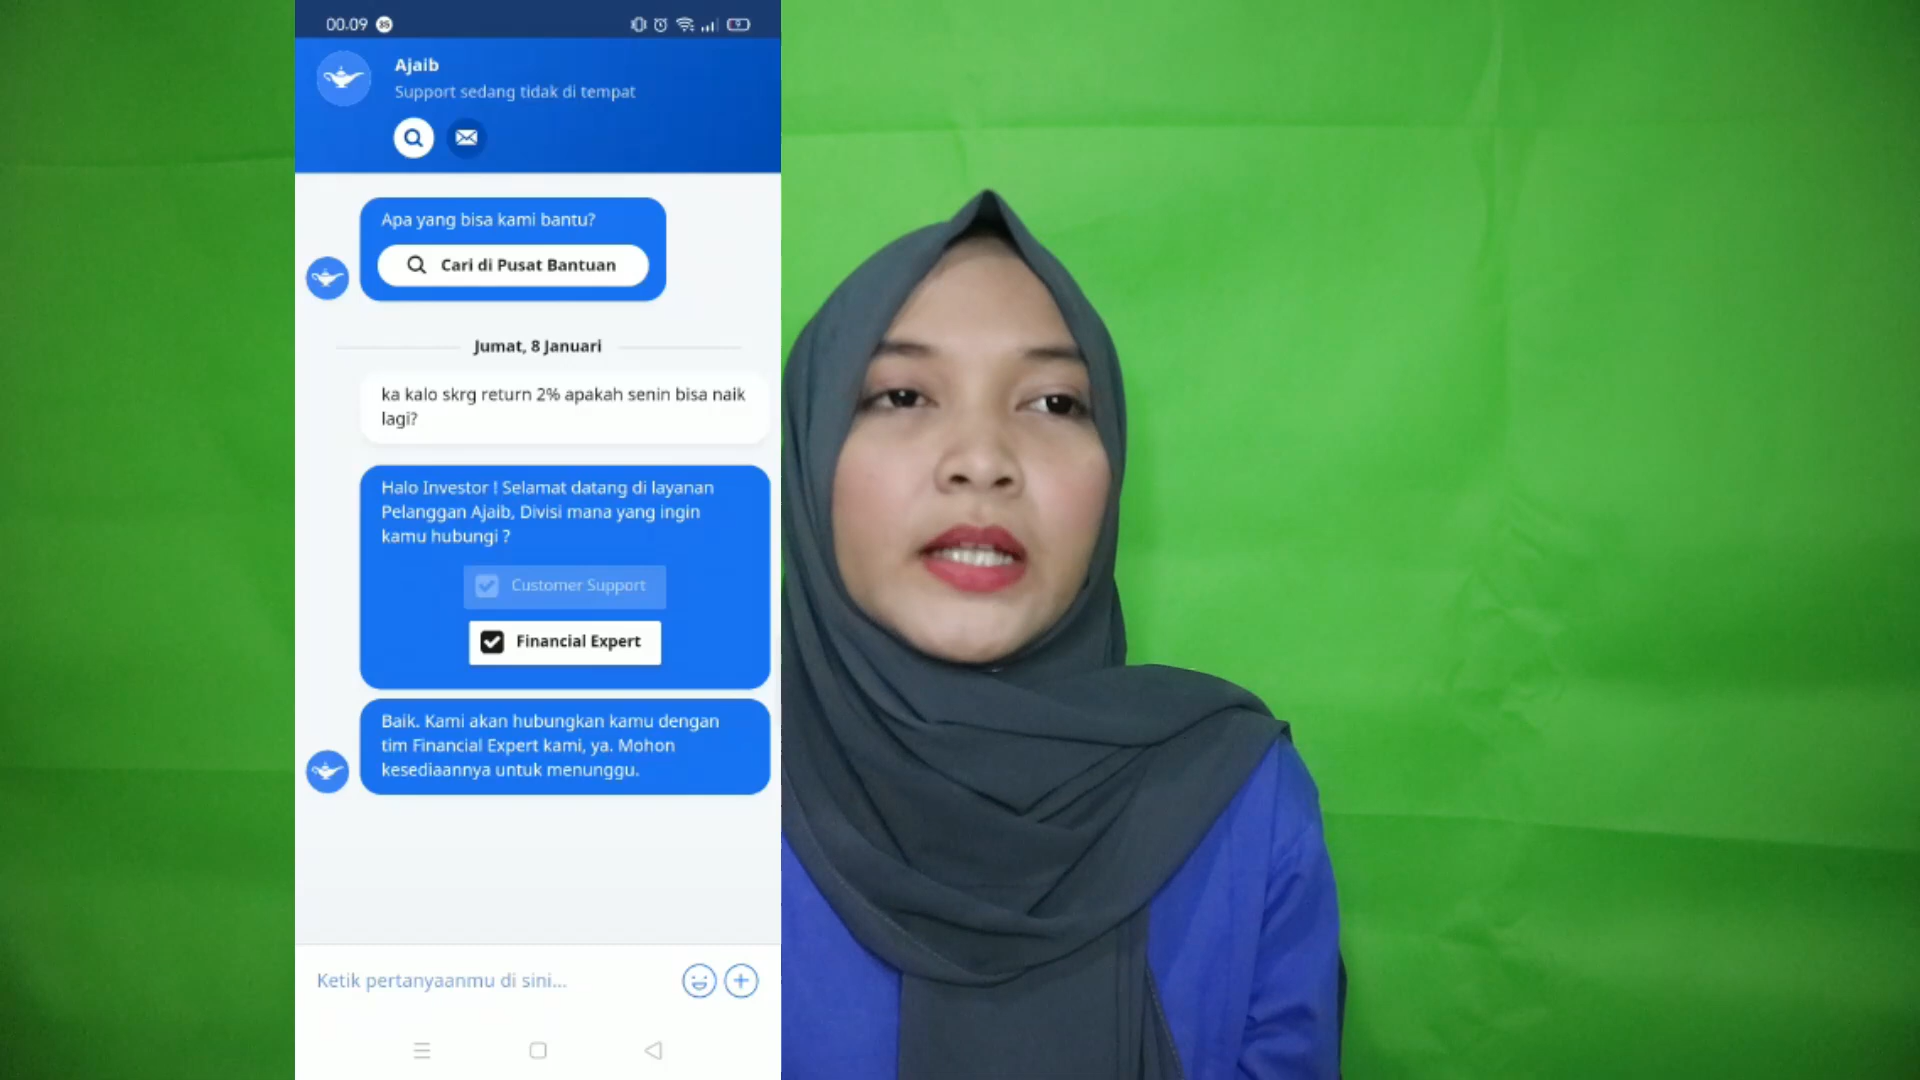 00.09
35
Ajaib
Support sedang tidak di tempat
Apa yang bisa kami bantu?
Cari di Pusat Bantuan
Jumat, 8 Januari
ka kalo skrg return 2% apakah senin bisa naik
lagi?
Halo Investor ! Selamat datang di layanan
Pelanggan Ajaib, Divisi mana yang ingin
kamu hubungi ?
Customer Support
Financial Expert
Baik. Kami akan hubungkan kamu dengan
tim Financial Expert kami, ya. Mohon
kesediaannya untuk menunggu.
Ketik pertanyaanmu di sini...